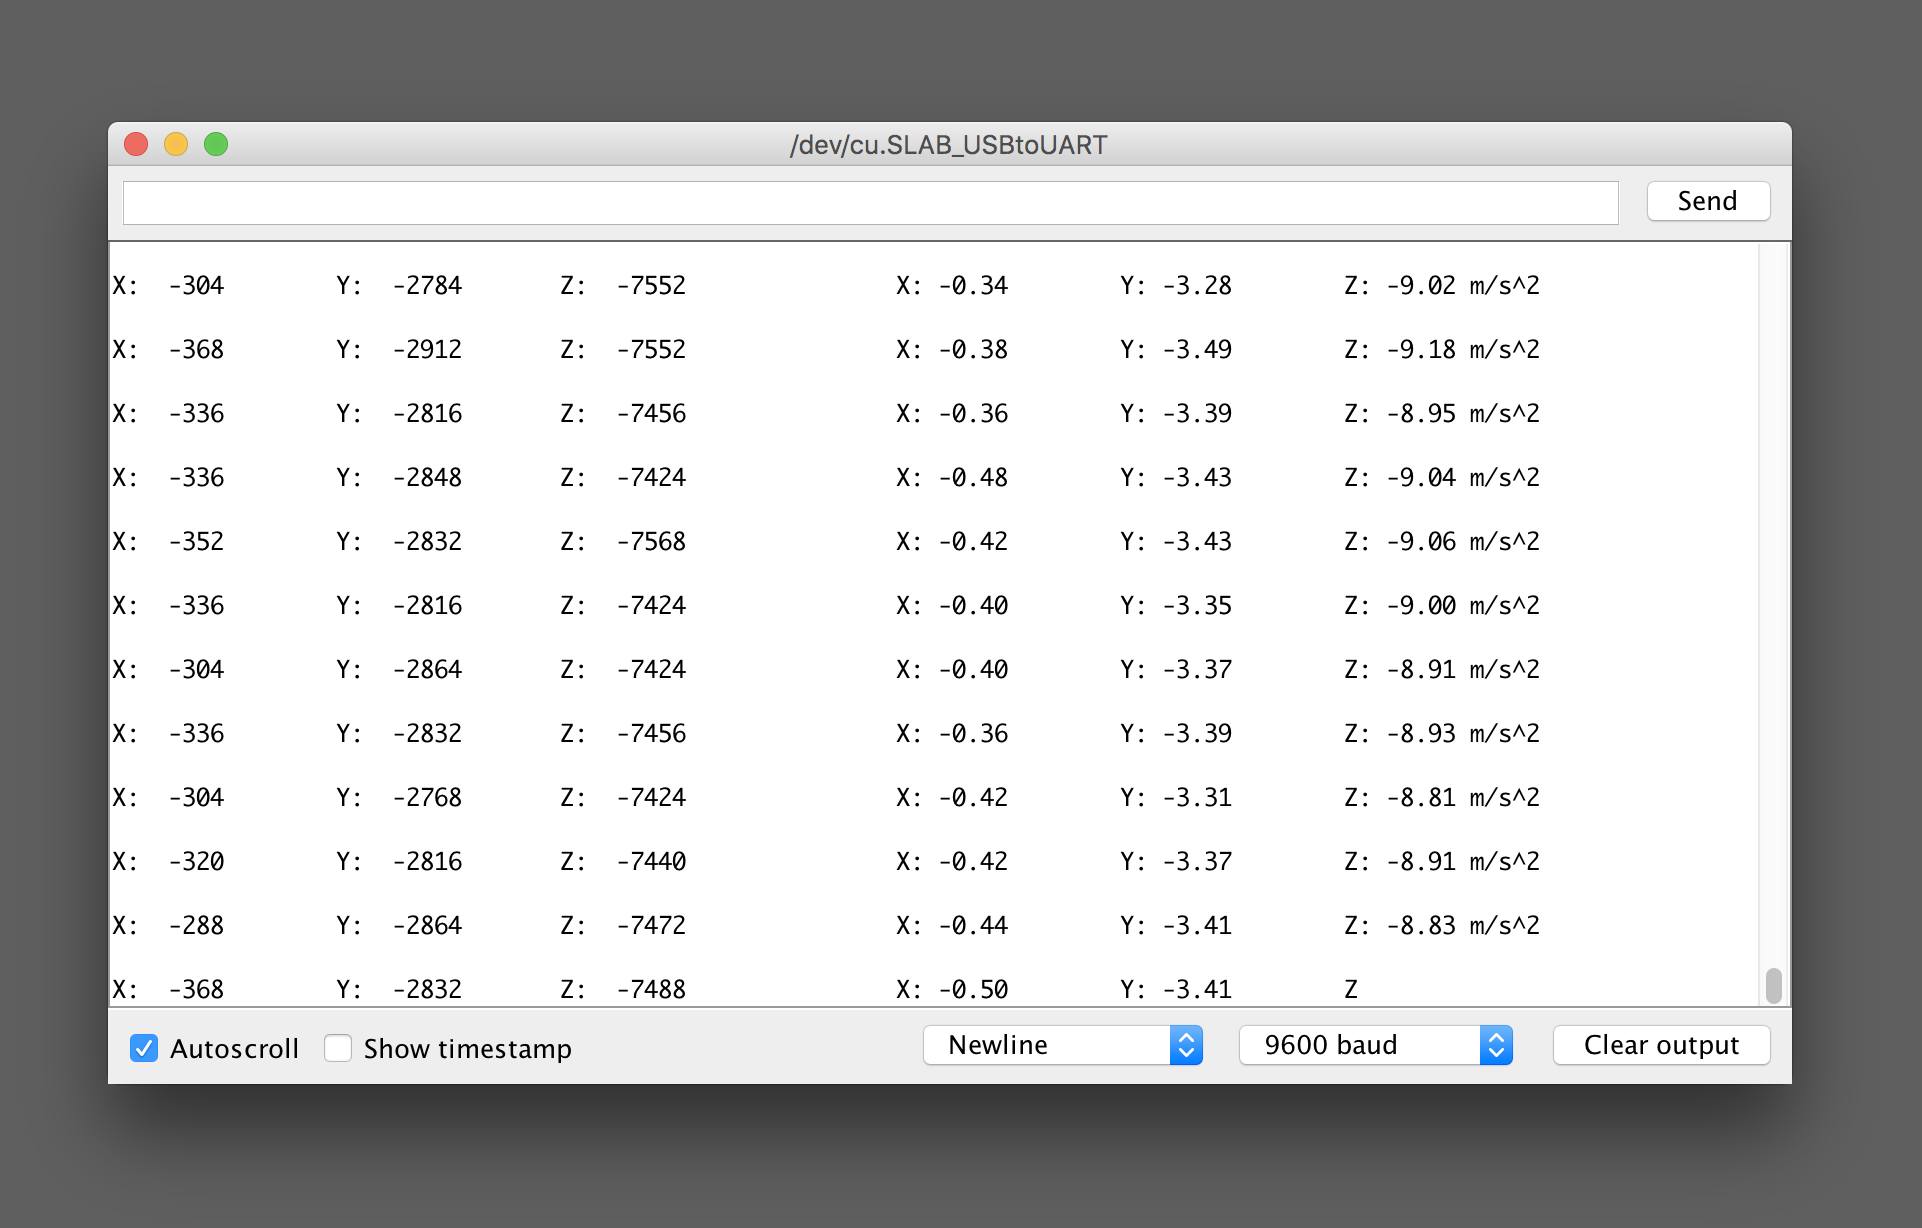 /dev/cu.SLAB_USBtoUART
Send
X:  -304        Y:  -2784       Z:  -7552               X: -0.34        Y: -3.28        Z: -9.02 m/s^2
X:  -368        Y:  -2912       Z:  -7552               X: -0.38        Y: -3.49        Z: -9.18 m/s^2
X:  -336        Y:  -2816       Z:  -7456               X: -0.36        Y: -3.39        Z: -8.95 m/s^2
X:  -336        Y:  -2848       Z:  -7424               X: -0.48        Y: -3.43        Z: -9.04 m/s^2
X:  -352        Y:  -2832       Z:  -7568               X: -0.42        Y: -3.43        Z: -9.06 m/s^2
X:  -336        Y:  -2816       Z:  -7424               X: -0.40        Y: -3.35        Z: -9.00 m/s^2
X:  -304        Y:  -2864       Z:  -7424               X: -0.40        Y: -3.37        Z: -8.91 m/s^2
X:  -336        Y:  -2832       Z:  -7456               X: -0.36        Y: -3.39        Z: -8.93 m/s^2
X:  -304        Y:  -2768       Z:  -7424               X: -0.42        Y: -3.31        Z: -8.81 m/s^2
X:  -320        Y:  -2816       Z:  -7440               X: -0.42        Y: -3.37        Z: -8.91 m/s^2
X:  -288        Y:  -2864       Z:  -7472               X: -0.44        Y: -3.41        Z: -8.83 m/s^2
X:  -368        Y:  -2832       Z:  -7488               X: -0.50        Y: -3.41        Z
Autoscroll Show timestamp Newline 9600 baud Clear output